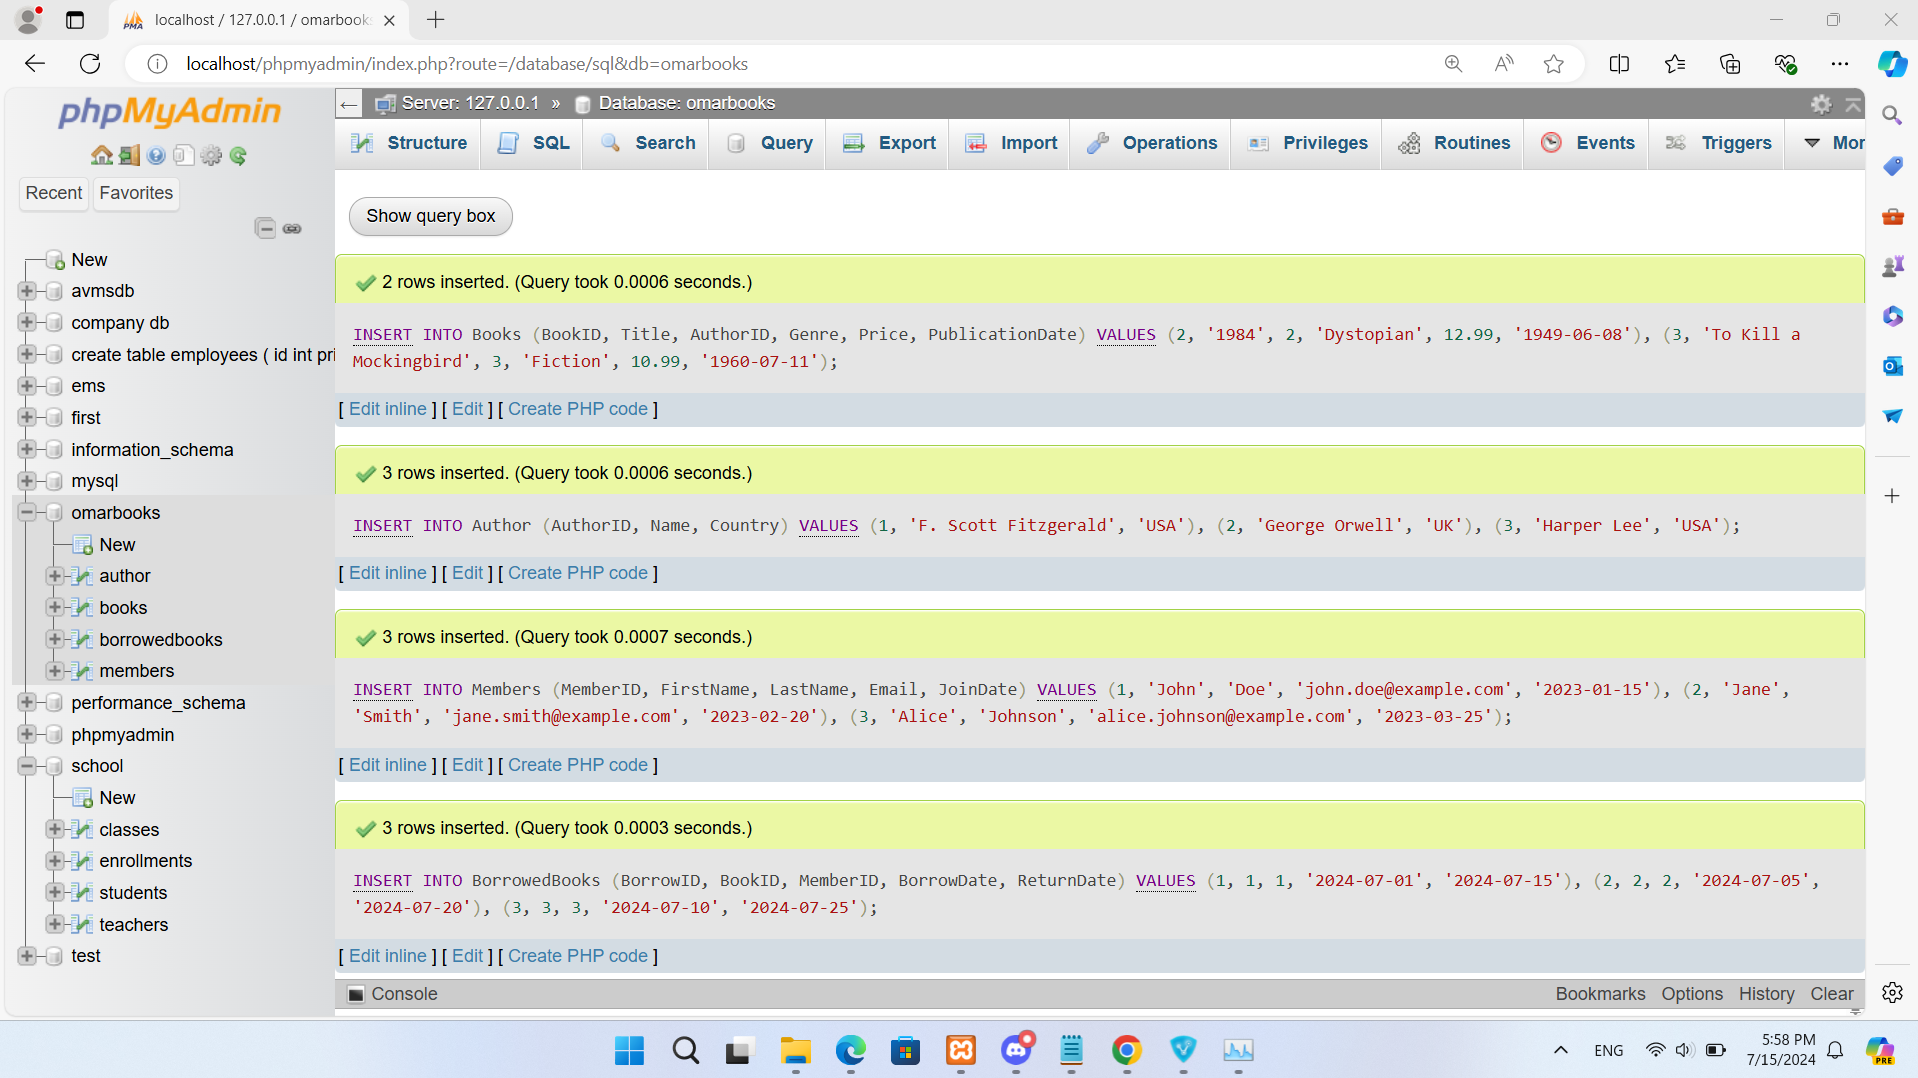 localhost / 127.0.0.1 / omarbooks
localhost/phpmyadmin/index.php?route=/database/sql&db=omarbooks
phpMyAdmin
Recent
Favorites
New
avmsdb
company db
create table employees ( id int pri
ems
first
information_schema
mysql
omarbooks
New
author
books
borrowedbooks
members
performance_schema
phpmyadmin
school
New
classes
enrollments
students
teachers
test
Server: 127.0.0.1 » Database: omarbooks
Structure SQL Search Query Export Import Operations Privileges Routines Events Triggers Mor
Show query box
2 rows inserted. (Query took 0.0006 seconds.)
INSERT INTO Books (BookID, Title, AuthorID, Genre, Price, PublicationDate) VALUES (2, '1984', 2, 'Dystopian', 12.99, '1949-06-08'), (3, 'To Kill a
Mockingbird', 3, 'Fiction', 10.99, '1960-07-11');
[ Edit inline ] [ Edit ] [ Create PHP code ]
3 rows inserted. (Query took 0.0006 seconds.)
INSERT INTO Author (AuthorID, Name, Country) VALUES (1, 'F. Scott Fitzgerald', 'USA'), (2, 'George Orwell', 'UK'), (3, 'Harper Lee', 'USA');
[ Edit inline ] [ Edit ] [ Create PHP code ]
3 rows inserted. (Query took 0.0007 seconds.)
INSERT INTO Members (MemberID, FirstName, LastName, Email, JoinDate) VALUES (1, 'John', 'Doe', 'john.doe@example.com', '2023-01-15'), (2, 'Jane',
'Smith', 'jane.smith@example.com', '2023-02-20'), (3, 'Alice', 'Johnson', 'alice.johnson@example.com', '2023-03-25');
[ Edit inline ] [ Edit ] [ Create PHP code ]
3 rows inserted. (Query took 0.0003 seconds.)
INSERT INTO BorrowedBooks (BorrowID, BookID, MemberID, BorrowDate, ReturnDate) VALUES (1, 1, 1, '2024-07-01', '2024-07-15'), (2, 2, 2, '2024-07-05',
'2024-07-20'), (3, 3, 3, '2024-07-10', '2024-07-25');
[ Edit inline ] [ Edit ] [ Create PHP code ]
Console
Bookmarks Options History Clear
ENG
5:58 PM
7/15/2024
PRE